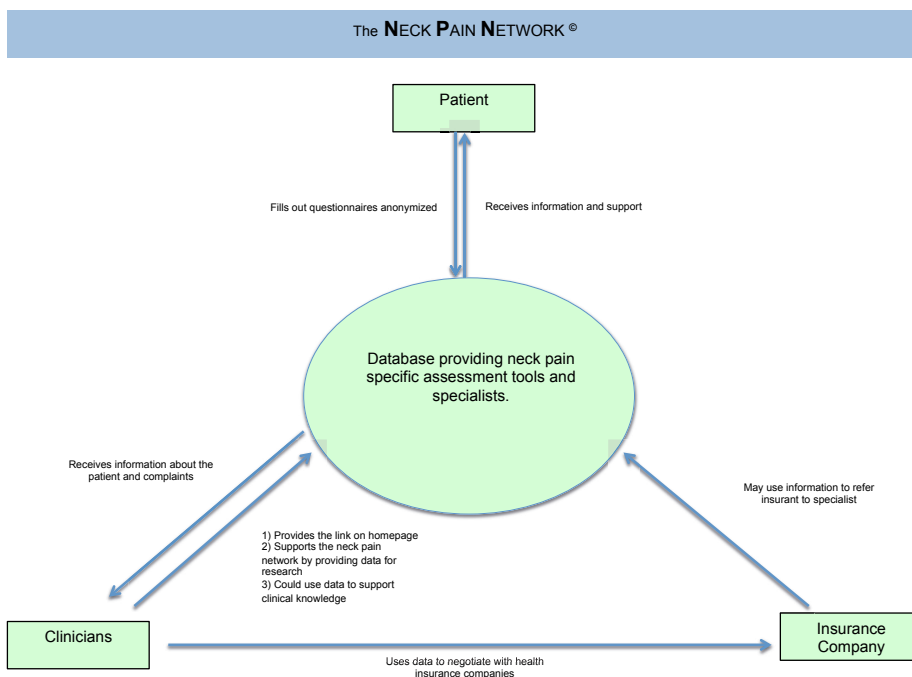 The NECK PAIN NETWORK ©
Patient
Fills out questionnaires anonymized
Receives information and support
Database providing neck pain
specific assessment tools and
specialists.
Receives information about the
patient and complaints
May use information to refer
insurant to specialist
1) Provides the link on homepage
2) Supports the neck pain
network by providing data for
research
3) Could use data to support
clinical knowledge
Clinicians
Insurance
Company
Uses data to negotiate with health
insurance companies